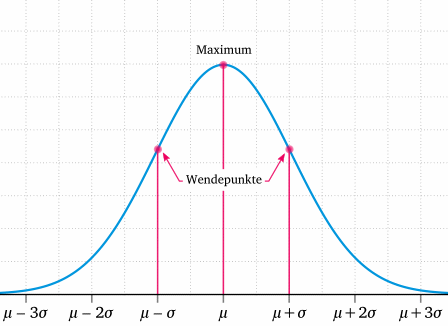 Maximum
Wendepunkte
μ − 3σ μ − 2σ μ − σ μ μ + σ μ + 2σ μ + 3σ